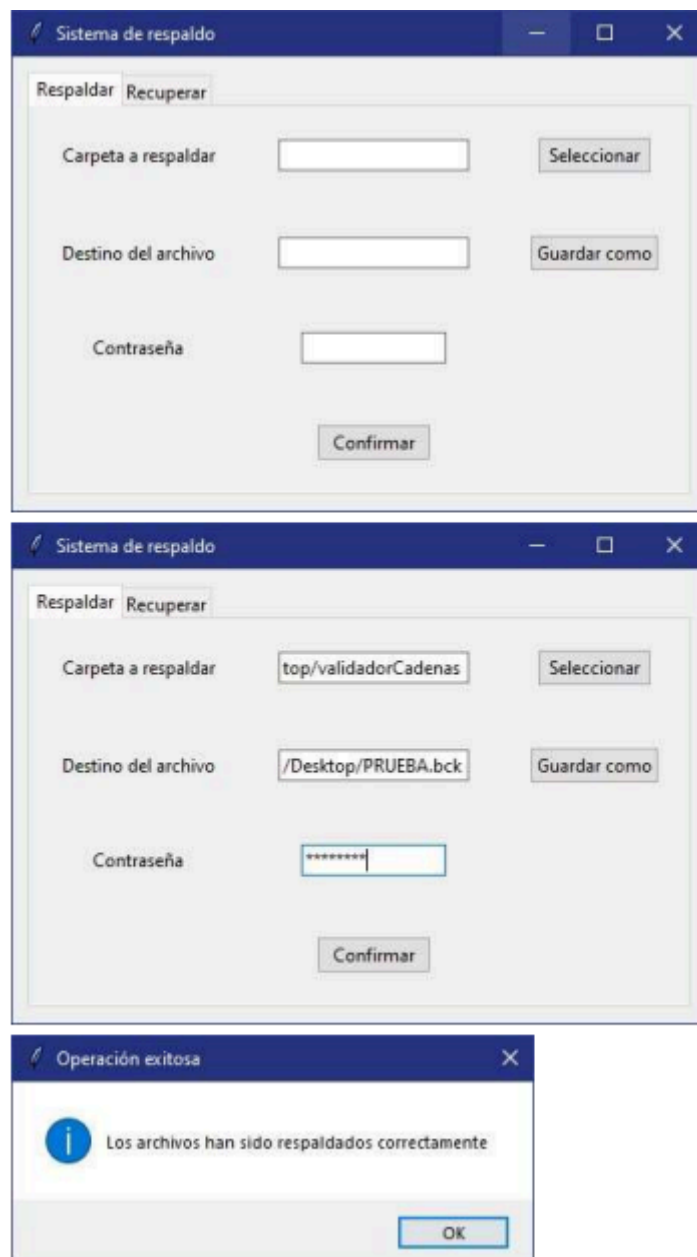 Sistema de respaldo
Respaldar Recuperar
Carpeta a respaldar Seleccionar
Destino del archivo Guardar como
Contraseña
Confirmar
Sistema de respaldo
Respaldar Recuperar
Carpeta a respaldar top/validadorCadenas Seleccionar
Destino del archivo /Desktop/PRUEBA.bck Guardar como
Contraseña ********
Confirmar
Operación exitosa
Los archivos han sido respaldados correctamente
OK